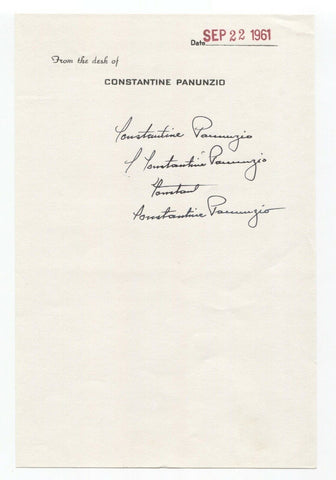 SEP 22 1961
Date
From the desk of
CONSTANTINE PANUNZIO
Constantine Panunzio
Constantine Panunzio
Constant
Constantine Panunzio